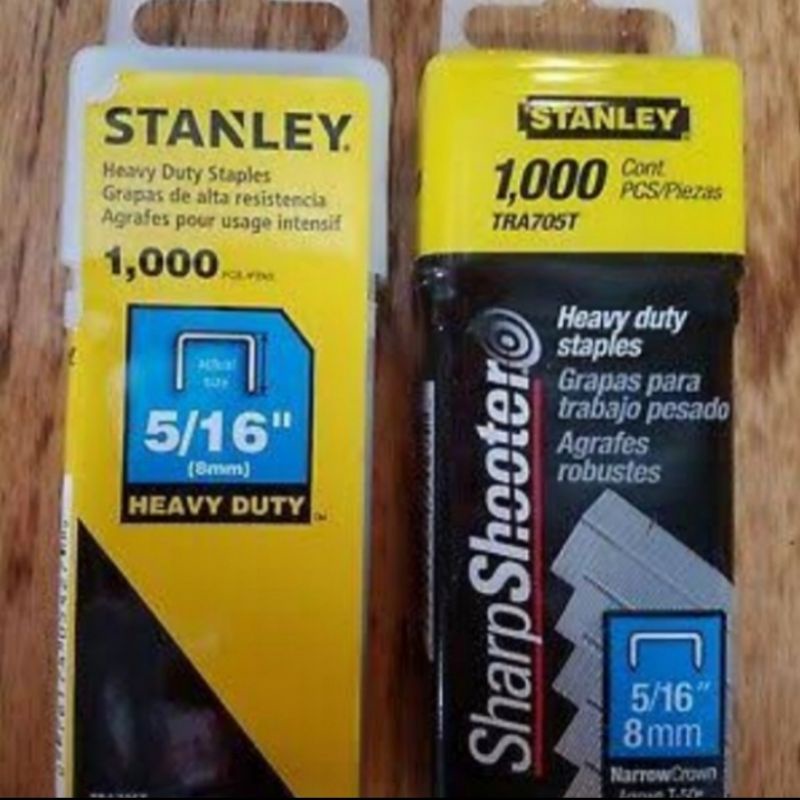 STANLEY
Heavy Duty Staples
Grapas de alta resistencia
Agrafes pour usage intensif
1,000
Actual
size
5/16"
(8mm)
HEAVY DUTY
STANLEY
1,000 Cont.
PCS/Piezas
TRA705T
SharpShooter
Heavy duty
staples
Grapas para
trabajo pesado
Agrafes
robustes
5/16"
8mm
NarrowCrown